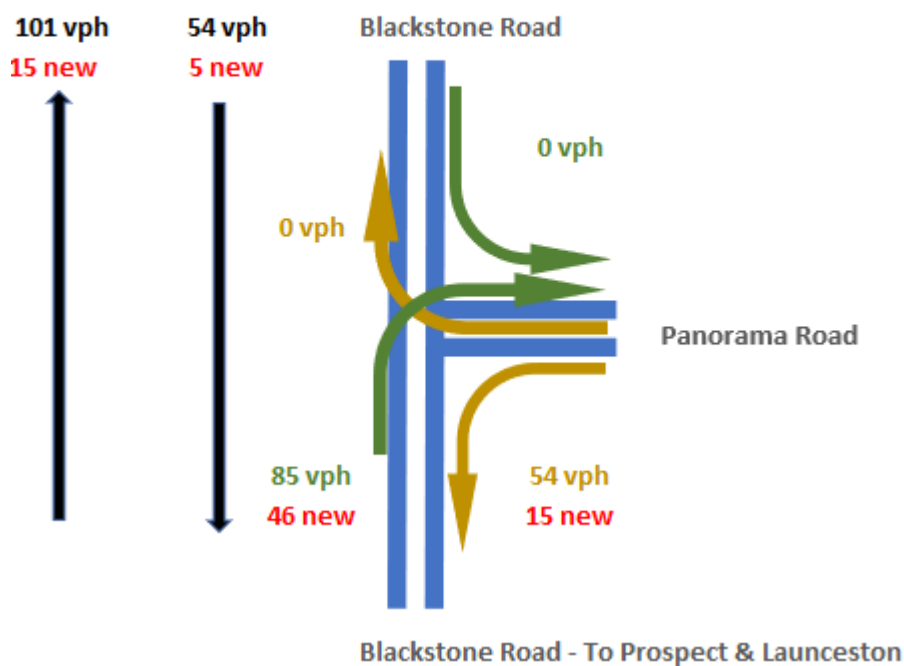 101 vph
15 new
54 vph
5 new
Blackstone Road
0 vph
0 vph
Panorama Road
85 vph
46 new
54 vph
15 new
Blackstone Road - To Prospect & Launceston